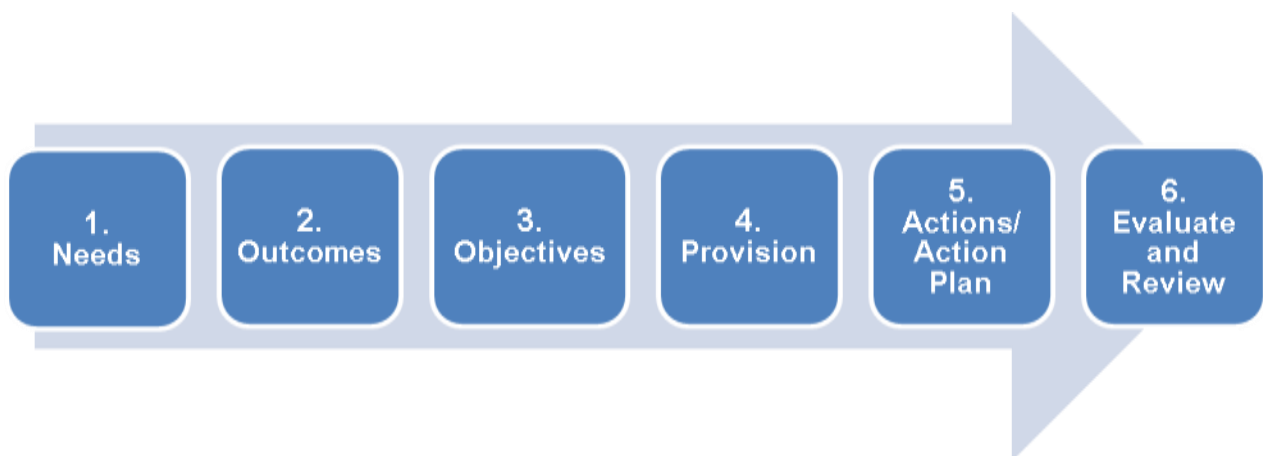 1.
Needs
2.
Outcomes
3.
Objectives
4.
Provision
5.
Actions/
Action
Plan
6.
Evaluate
and
Review